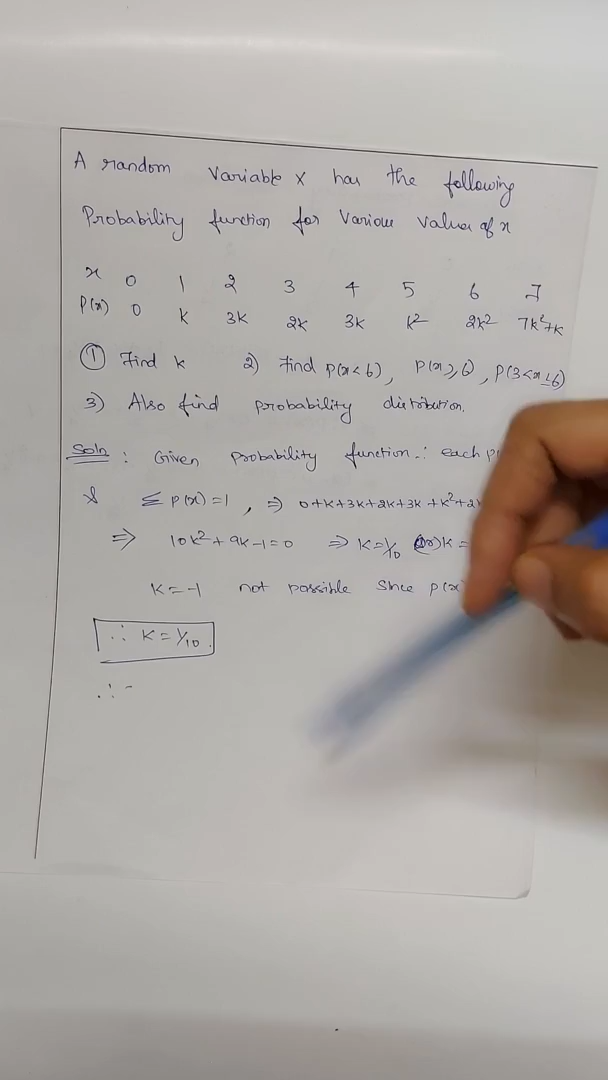 A random Variable x has the following
Probability function for Various value of x
x 0 1 2 3 4 5 6 7
P(x) 0 k 3k 2k 3k k² 2k² 7k²+k
① Find k 2) Find P(x<6), P(x≥6), P(3<x≤6)
3) Also find probability distribution.
Soln : Given probability function ∴ each
& ≤ P(x)=1, ⇒ 0+k+3k+2k+3k+k²+2k
⇒ 10k²+9k-1=0 ⇒ k=1/10 (or) k=
k=-1 not possible since p(x)
∴ k=1/10.
∴ -